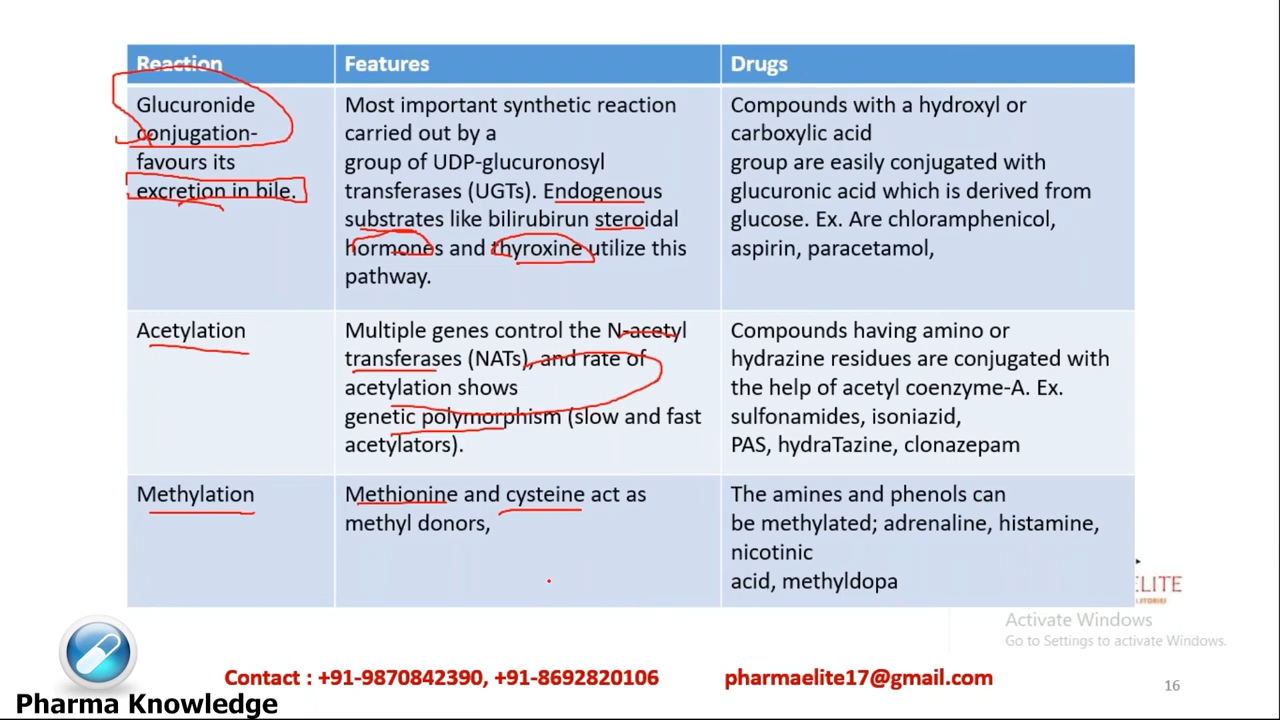 Reaction
Features
Drugs
Glucuronide
conjugation-
favours its
excretion in bile.
Most important synthetic reaction
carried out by a
group of UDP-glucuronosyl
transferases (UGTs). Endogenous
substrates like bilirubirun steroidal
hormones and thyroxine utilize this
pathway.
Compounds with a hydroxyl or
carboxylic acid
group are easily conjugated with
glucuronic acid which is derived from
glucose. Ex. Are chloramphenicol,
aspirin, paracetamol,
Acetylation
Multiple genes control the N-acetyl
transferases (NATs), and rate of
acetylation shows
genetic polymorphism (slow and fast
acetylators).
Compounds having amino or
hydrazine residues are conjugated with
the help of acetyl coenzyme-A. Ex.
sulfonamides, isoniazid,
PAS, hydraTazine, clonazepam
Methylation
Methionine and cysteine act as
methyl donors,
The amines and phenols can
be methylated; adrenaline, histamine,
nicotinic
acid, methyldopa
ELITE
Activate Windows
Go to Settings to activate Windows.
Contact : +91-9870842390, +91-8692820106
pharmaelite17@gmail.com
16
Pharma Knowledge